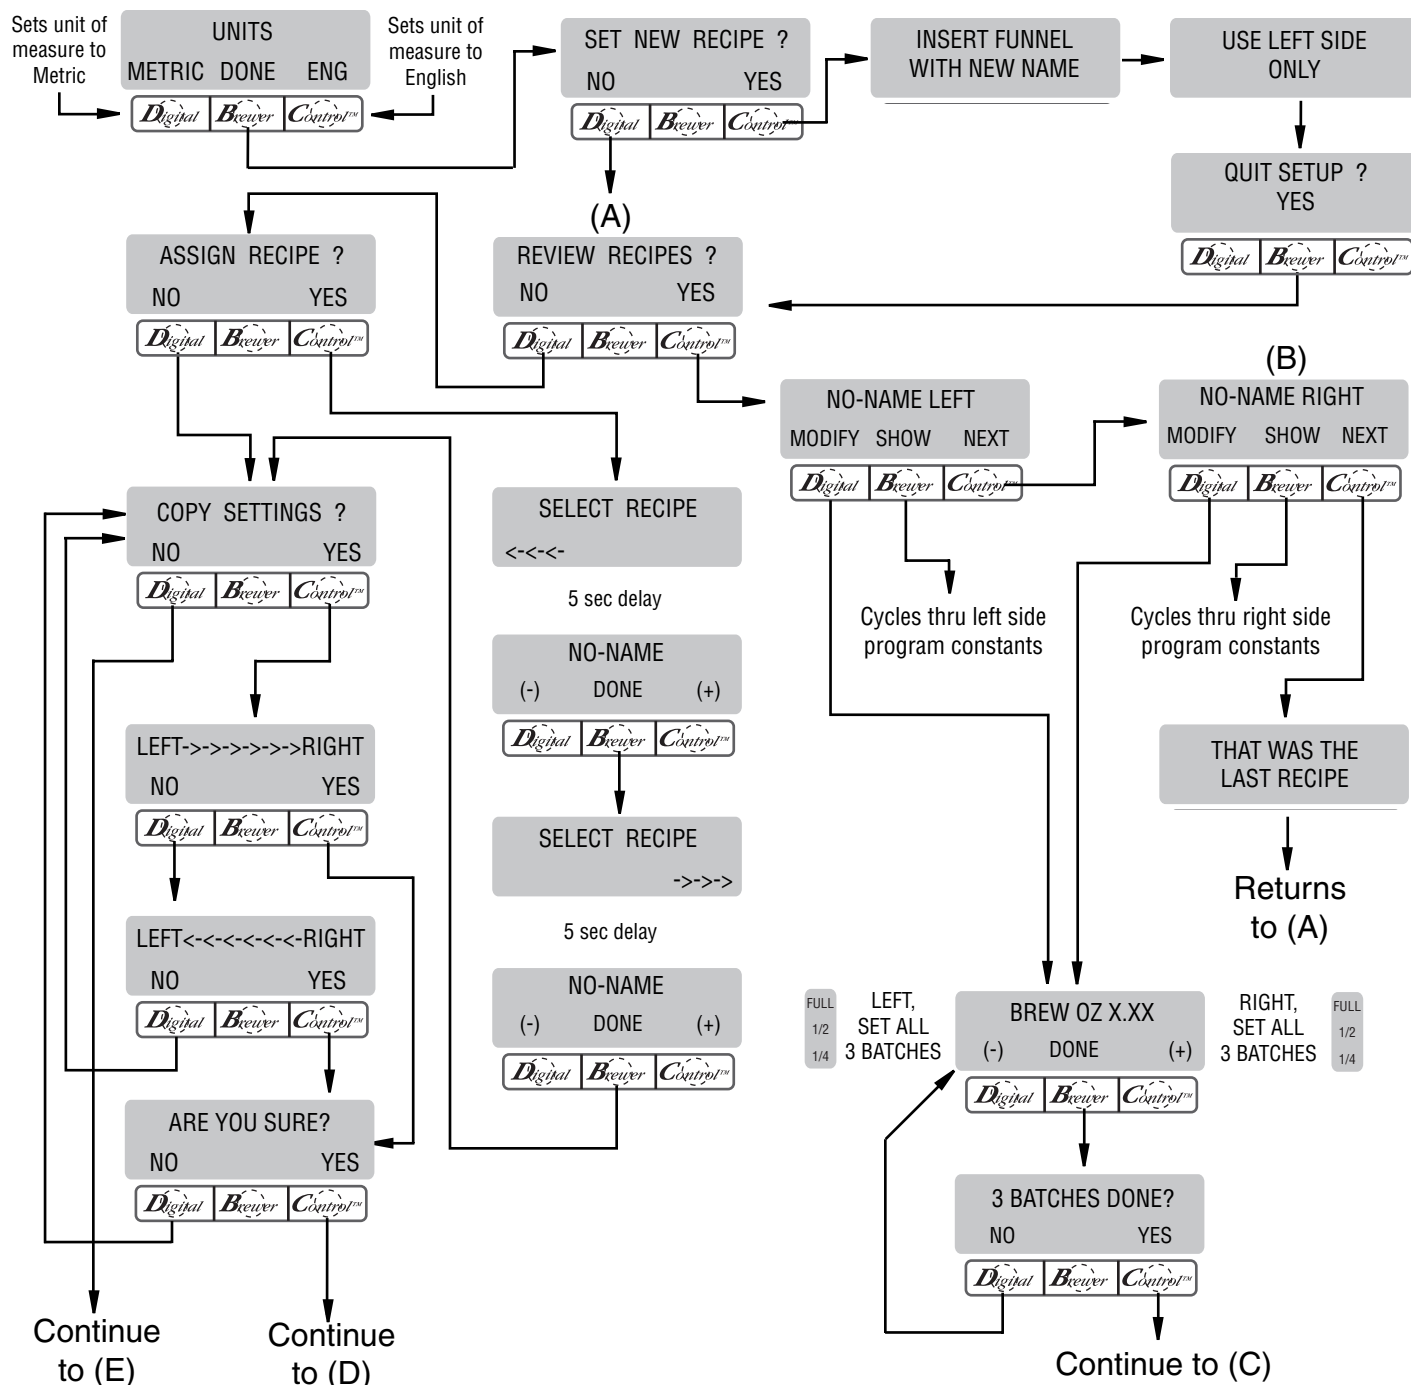 Sets unit of
measure to
Metric
UNITS
METRIC DONE ENG
Digital Brewer Control™
Sets unit of
measure to
English
SET NEW RECIPE ?
NO YES
Digital Brewer Control™
INSERT FUNNEL
WITH NEW NAME
USE LEFT SIDE
ONLY
QUIT SETUP ?
YES
Digital Brewer Control™
(A)
ASSIGN RECIPE ?
NO YES
Digital Brewer Control™
REVIEW RECIPES ?
NO YES
Digital Brewer Control™
NO-NAME LEFT
MODIFY SHOW NEXT
Digital Brewer Control™
(B)
NO-NAME RIGHT
MODIFY SHOW NEXT
Digital Brewer Control™
COPY SETTINGS ?
NO YES
Digital Brewer Control™
SELECT RECIPE
<-<-<-
5 sec delay
NO-NAME
(-) DONE (+)
Digital Brewer Control™
SELECT RECIPE
->->->
5 sec delay
NO-NAME
(-) DONE (+)
Digital Brewer Control™
Cycles thru left side
program constants
Cycles thru right side
program constants
THAT WAS THE
LAST RECIPE
Returns
to (A)
LEFT->->->->->->RIGHT
NO YES
Digital Brewer Control™
LEFT<-<-<-<-<-<-RIGHT
NO YES
Digital Brewer Control™
ARE YOU SURE?
NO YES
Digital Brewer Control™
FULL
1/2
1/4
LEFT,
SET ALL
3 BATCHES
BREW OZ X.XX
(-) DONE (+)
Digital Brewer Control™
RIGHT,
SET ALL
3 BATCHES
FULL
1/2
1/4
3 BATCHES DONE?
NO YES
Digital Brewer Control™
Continue
to (E)
Continue
to (D)
Continue to (C)